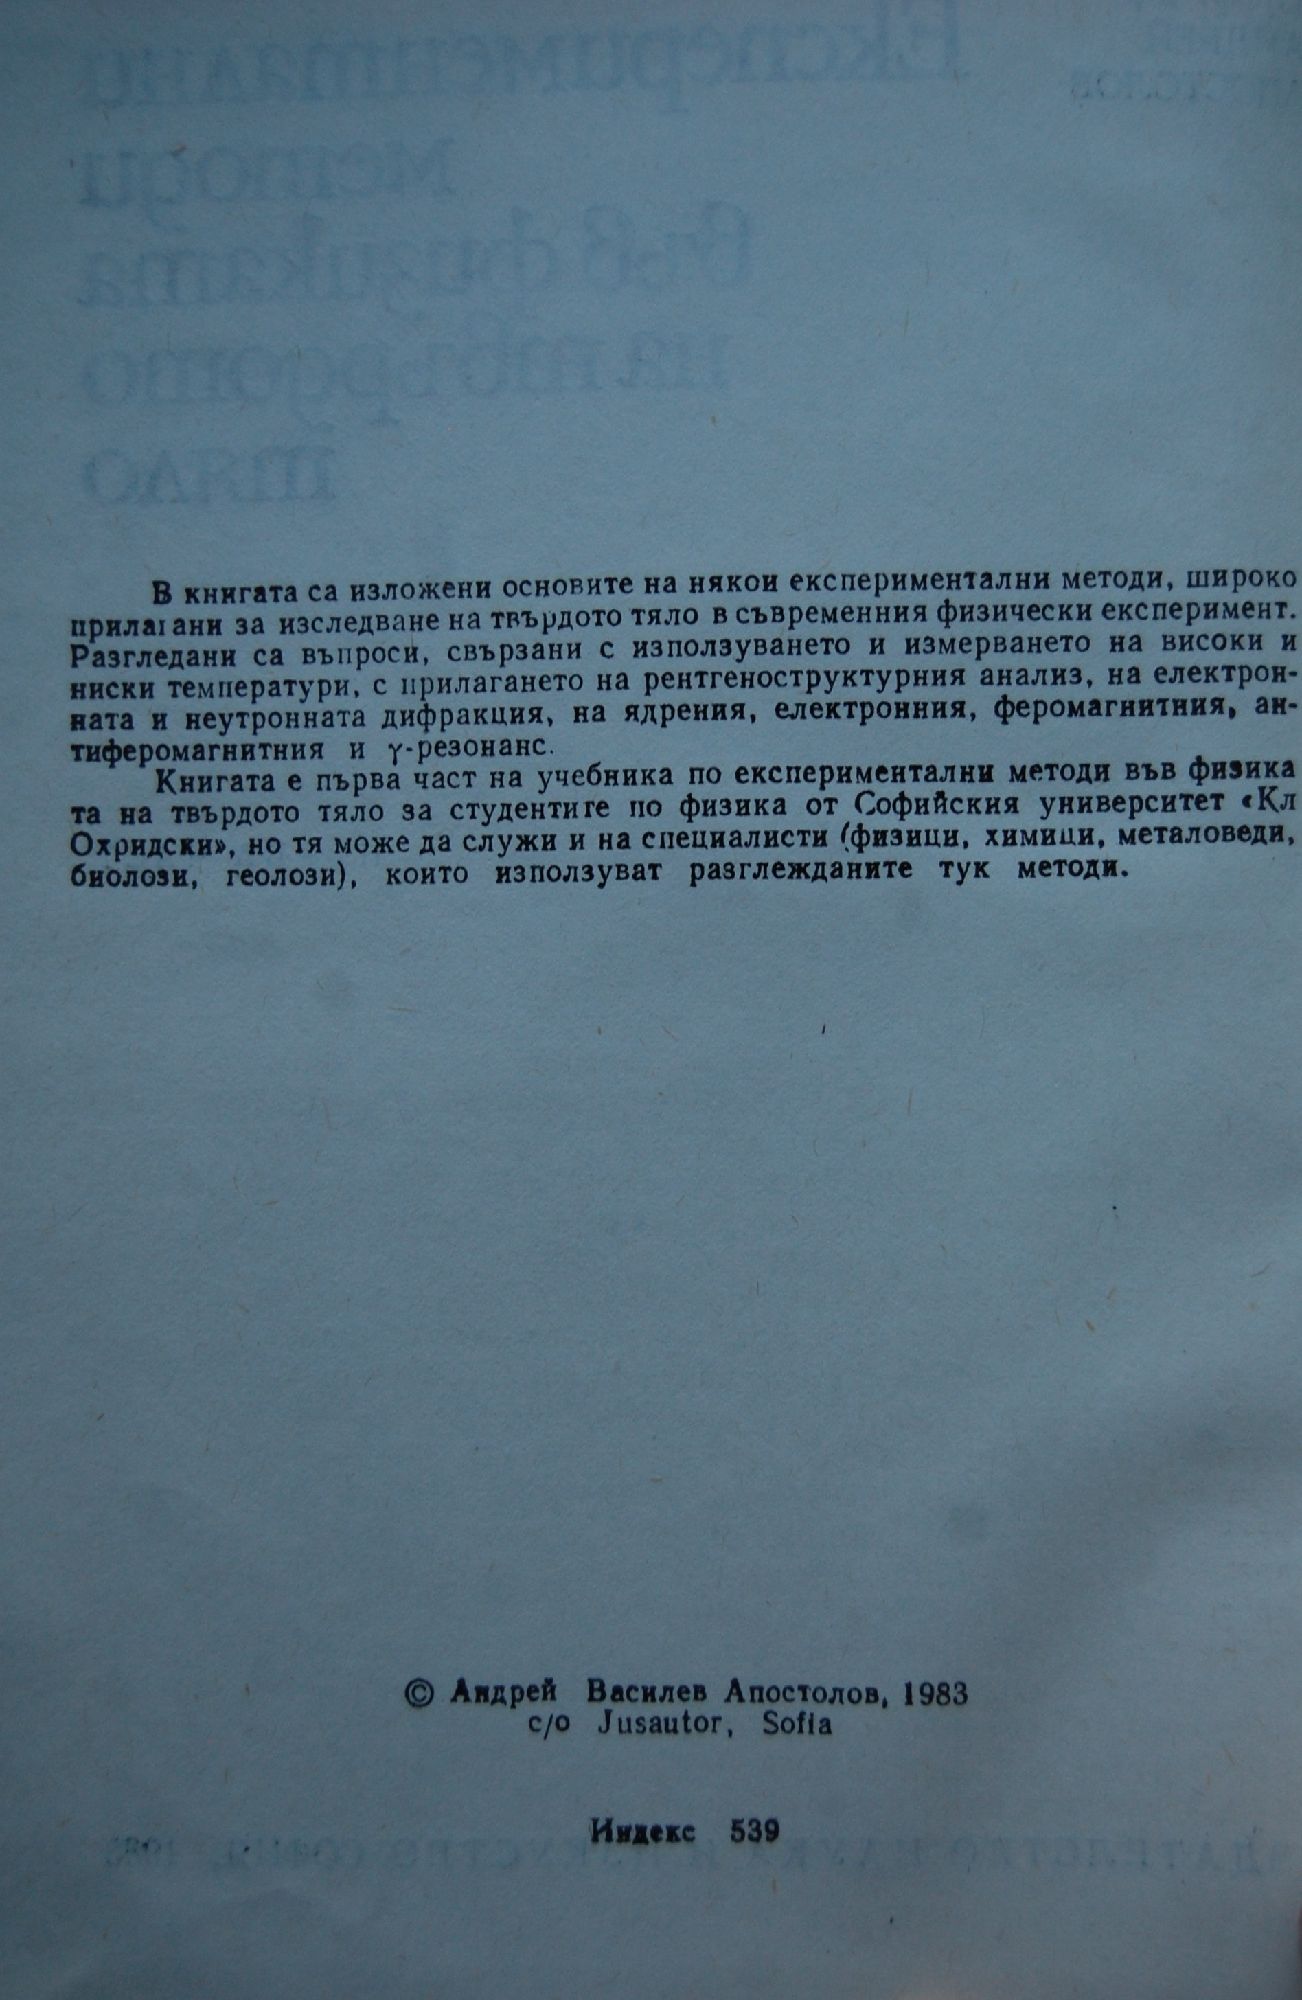 В книгата са изложени основите на някои експериментални методи, широко
прилагани за изследване на твърдото тяло в съвременния физически експеримент.
Разгледани са въпроси, свързани с използуването и измерването на високи и
ниски температури, с прилагането на рентгеноструктурния анализ, на електрон-
ната и неутронната дифракция, на ядрения, електронния, феромагнитния, ан-
тиферомагнитния и γ-резонанс.
Книгата е първа част на учебника по експериментални методи във физика
та на твърдото тяло за студентите по физика от Софийския университет «Кл
Охридски», но тя може да служи и на специалисти (физици, химици, металоведи,
биолози, геолози), които използуват разглежданите тук методи.
© Андрей Василев Апостолов, 1983
c/o Jusautor, Sofia
Индекс 539